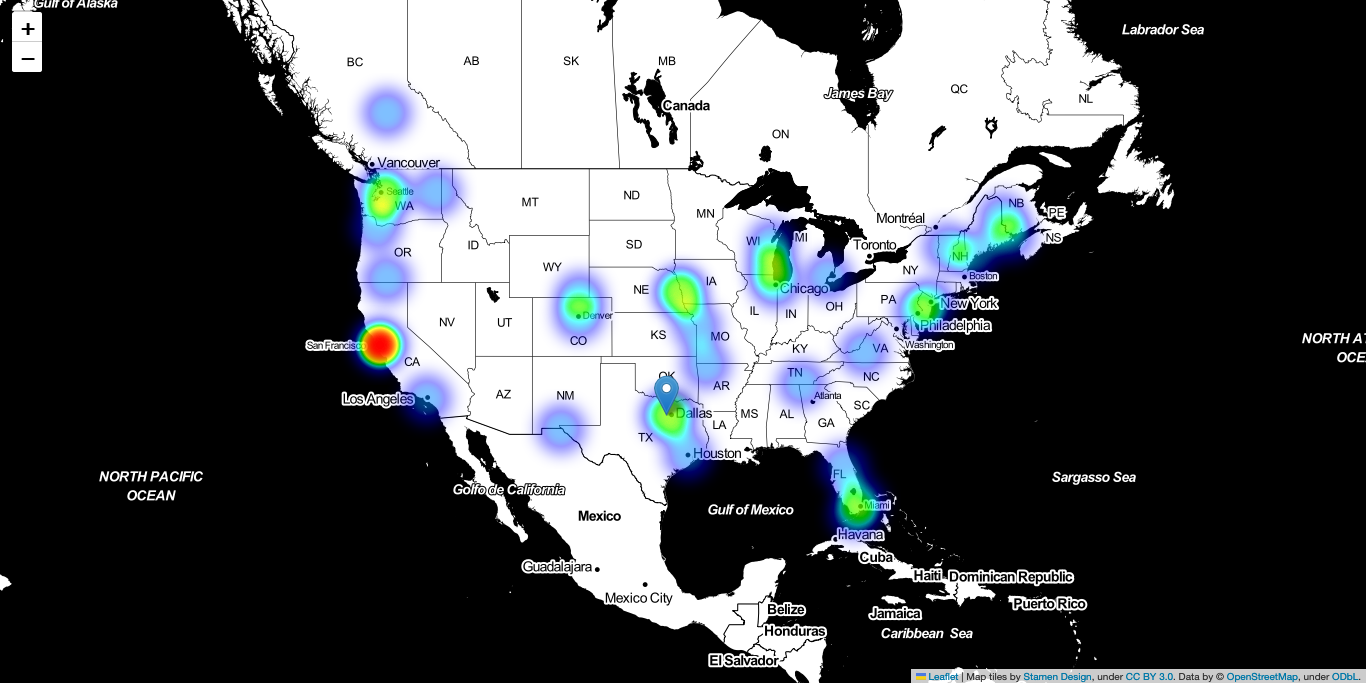 Gulf of Alaska
+
−
Labrador Sea
BC
AB
SK
MB
Canada
James Bay
QC
NL
ON
Vancouver
Seattle
WA
MT
ND
MN
OR
ID
SD
WI
MI
Montréal
Toronto
NB
PE
NS
NH
Boston
WY
NE
IA
Chicago
NY
PA
New York
Philadelphia
Washington
NV
UT
Denver
CO
KS
MO
IL
IN
OH
KY
VA
San Francisco
CA
Los Angeles
AZ
NM
OK
AR
TN
NC
SC
Atlanta
MS
AL
GA
LA
Dallas
TX
Houston
FL
Miami
NORTH PACIFIC
OCEAN
Golfo de California
Gulf of Mexico
Sargasso Sea
Mexico
Havana
Cuba
Haiti
Dominican Republic
Puerto Rico
Jamaica
Caribbean Sea
Guadalajara
Mexico City
Belize
Honduras
El Salvador
NORTH AT
OCE
Leaflet | Map tiles by Stamen Design, under CC BY 3.0. Data by © OpenStreetMap, under ODbL.